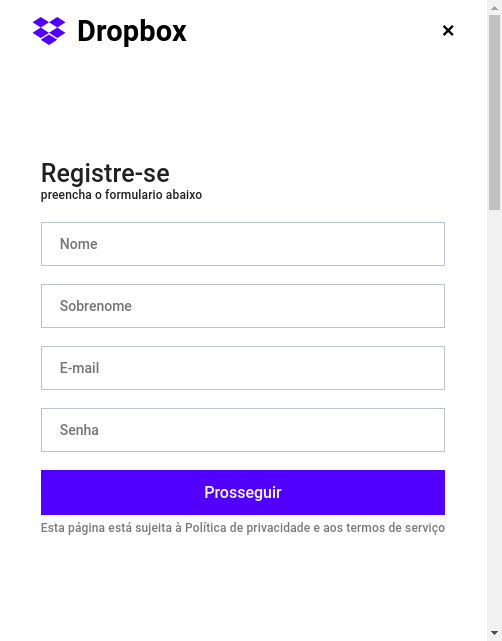 Dropbox
Registre-se
preencha o formulario abaixo
Nome
Sobrenome
E-mail
Senha
Prosseguir
Esta página está sujeita à Política de privacidade e aos termos de serviço